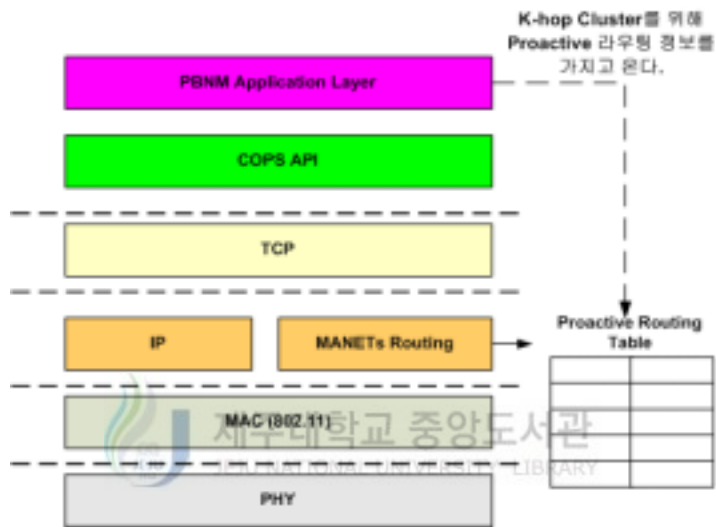 K-hop Cluster를 위해
Proactive 라우팅 정보를
가지고 온다.
PBNM Application Layer
COPS API
TCP
IP
MANETs Routing
Proactive Routing
Table
MAC (802.11)
제주대학교 중앙도서관
JEJU NATIONAL UNIVERSITY LIBRARY
PHY